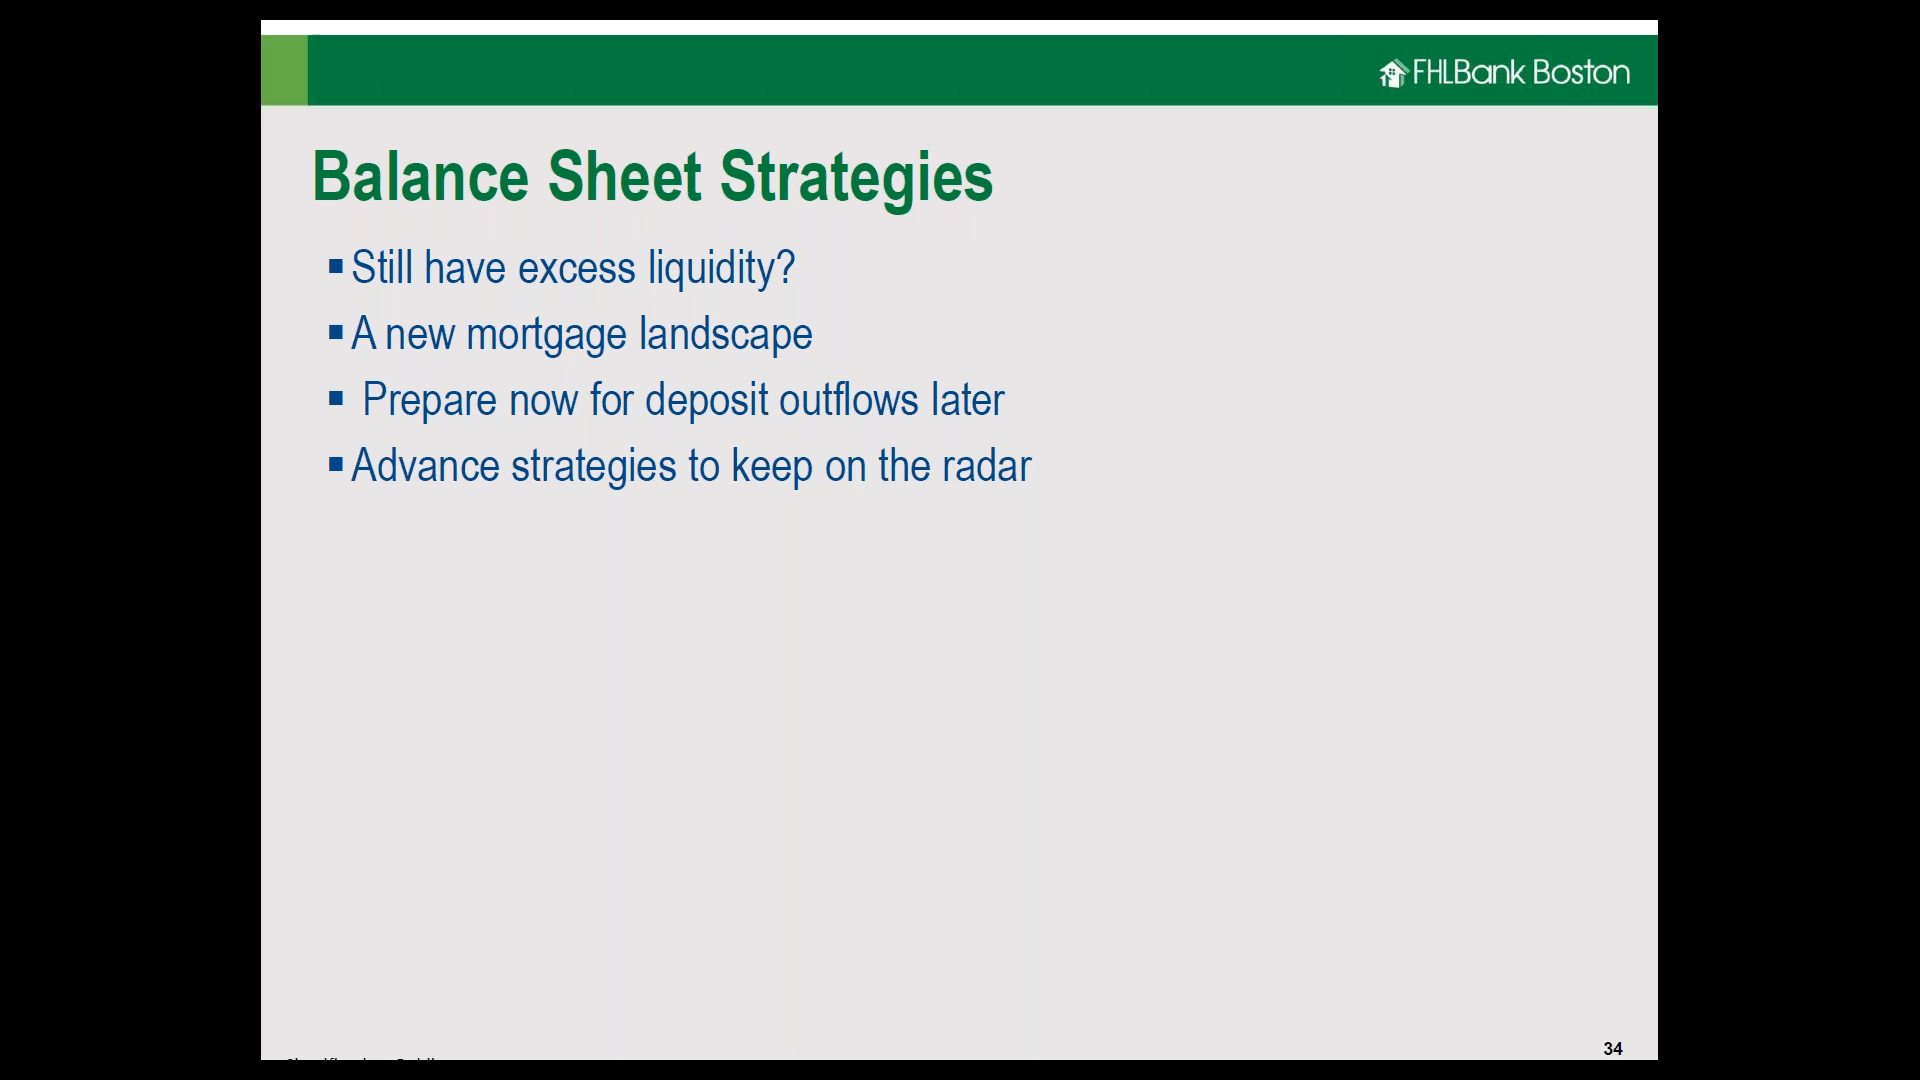 FHLBank Boston
Balance Sheet Strategies
▪Still have excess liquidity?
▪A new mortgage landscape
▪ Prepare now for deposit outflows later
▪Advance strategies to keep on the radar
34